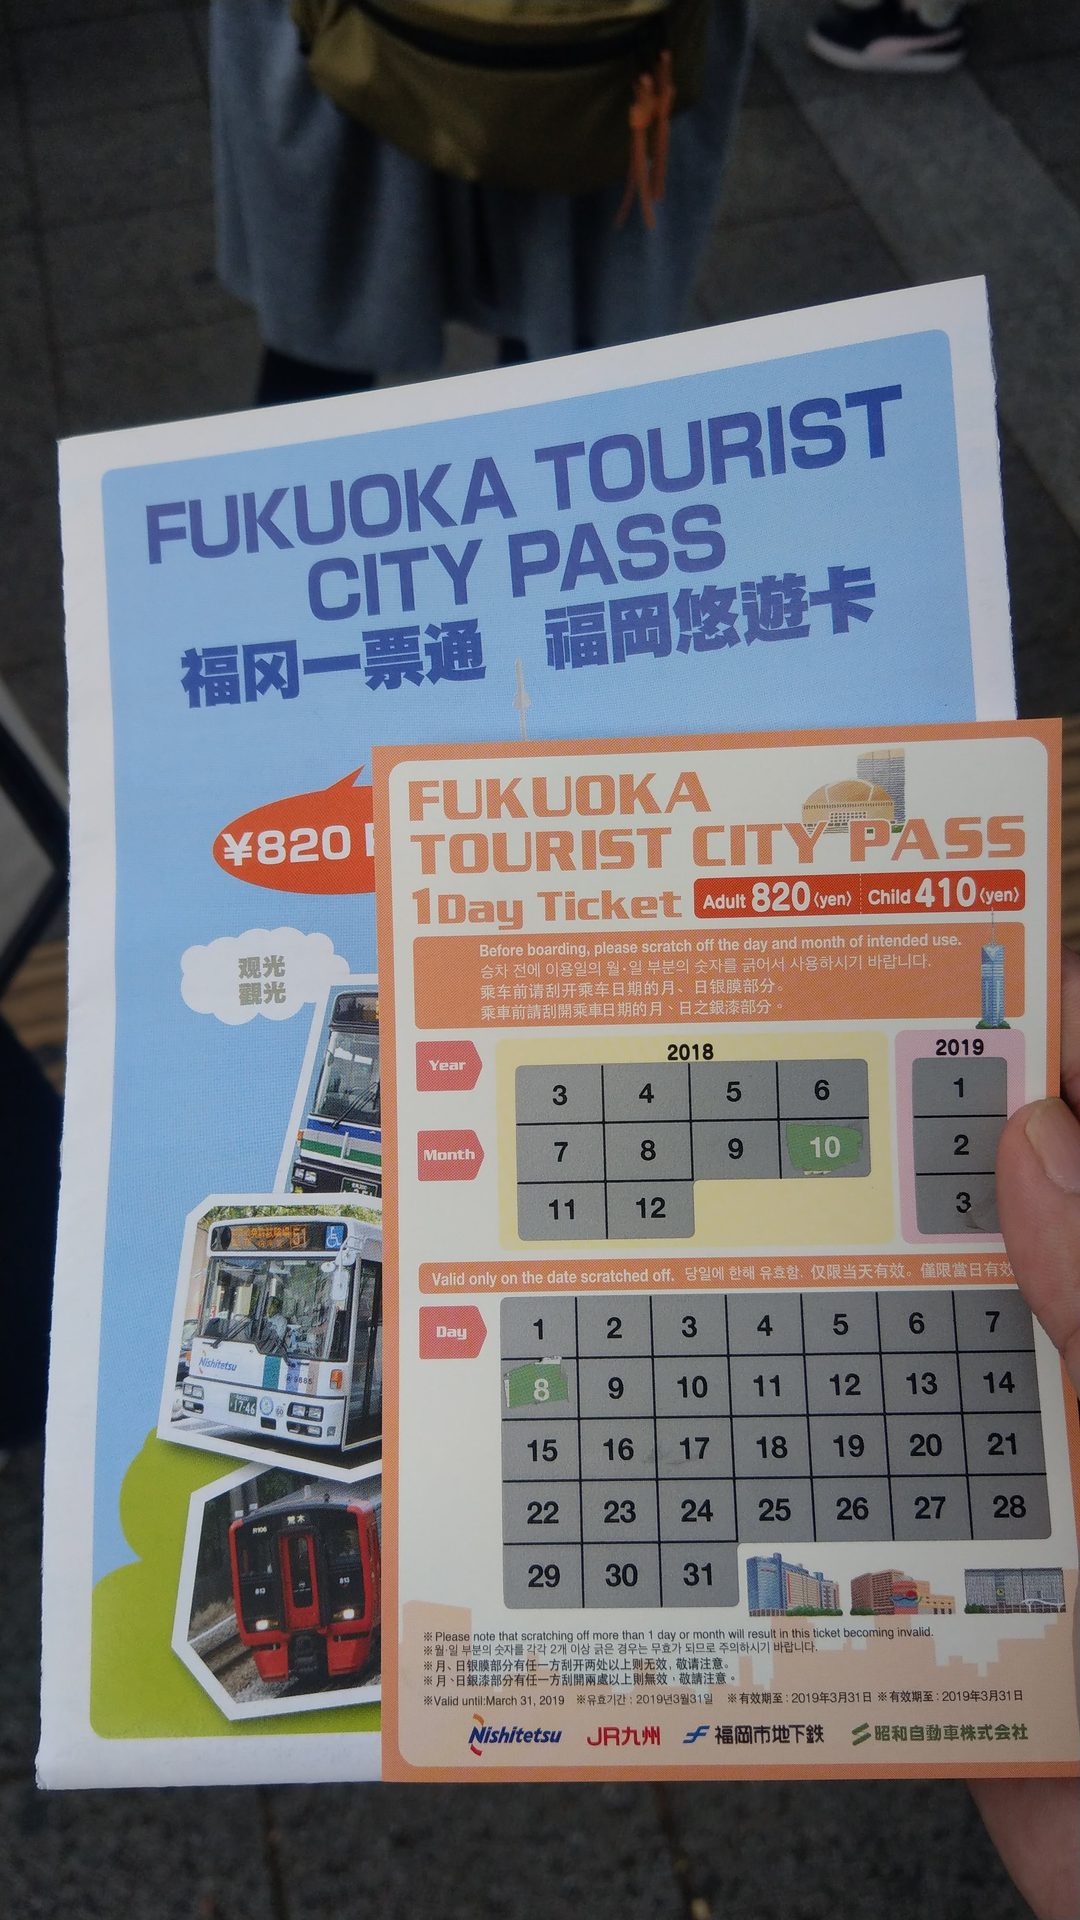 FUKUOKA TOURIST
CITY PASS
福冈一票通 福岡悠遊卡
¥820
观光
觀光
51
Nishitetsu
9685
17-46
荒木
R106
813
813
FUKUOKA
TOURIST CITY PASS
1Day Ticket
Adult 820〈yen〉 Child 410〈yen〉
Before boarding, please scratch off the day and month of intended use.
승차 전에 이용일의 월·일 부분의 숫자를 긁어서 사용하시기 바랍니다.
乘车前请刮开乘车日期的月、日银膜部分。
乘車前請刮開乘車日期的月、日之銀漆部分。
Year 2018 2019
3 4 5 6 1
Month 7 8 9 10 2
11 12 3
Valid only on the date scratched off. 당일에 한해 유효함. 仅限当天有效。僅限當日有效
Day 1 2 3 4 5 6 7
8 9 10 11 12 13 14
15 16 17 18 19 20 21
22 23 24 25 26 27 28
29 30 31
※Please note that scratching off more than 1 day or month will result in this ticket becoming invalid.
※월·일 부분의 숫자를 각각 2개 이상 긁은 경우는 무효가 되므로 주의하시기 바랍니다.
※月、日银膜部分有任一方刮开两处以上则无效,敬请注意。
※月、日銀漆部分有任一方刮開兩處以上則無效,敬請注意。
※Valid until:March 31, 2019 ※유효기간:2019년3월31일 ※有效期至:2019年3月31日 ※有效期至:2019年3月31日
Nishitetsu JR九州 福岡市地下鉄 昭和自動車株式会社